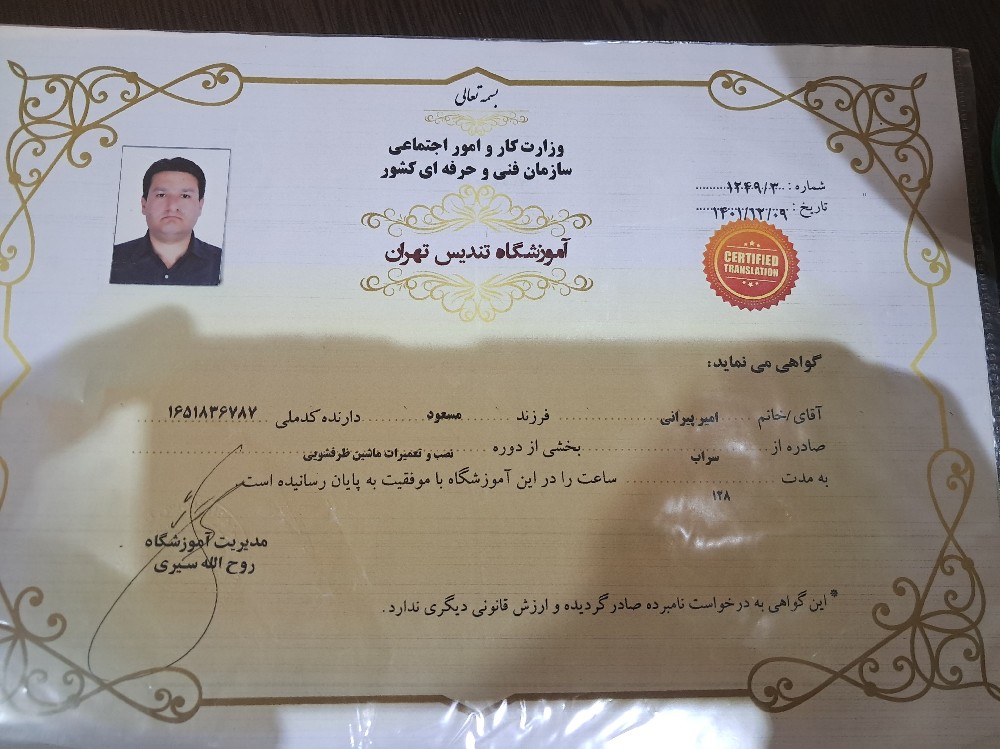 بسمه تعالی
وزارت کار و امور اجتماعی
سازمان فنی و حرفه ای کشور
شماره : ۱۲۴۹/۳
تاریخ : ۱۴۰۱/۱۲/۰۹
آموزشگاه تندیس تهران
CERTIFIED
TRANSLATION
گواهی می نماید:
آقای/خانم امیر پیرانی فرزند مسعود دارنده کدملی ۱۶۵۱۸۳۶۷۸۷
صادره از سراب بخشی از دوره نصب و تعمیرات ماشین ظرفشویی
به مدت ۱۲۸ ساعت را در این آموزشگاه با موفقیت به پایان رسانیده است.
مدیریت آموزشگاه
روح الله سیری
* این گواهی به درخواست نامبرده صادر گردیده و ارزش قانونی دیگری ندارد.